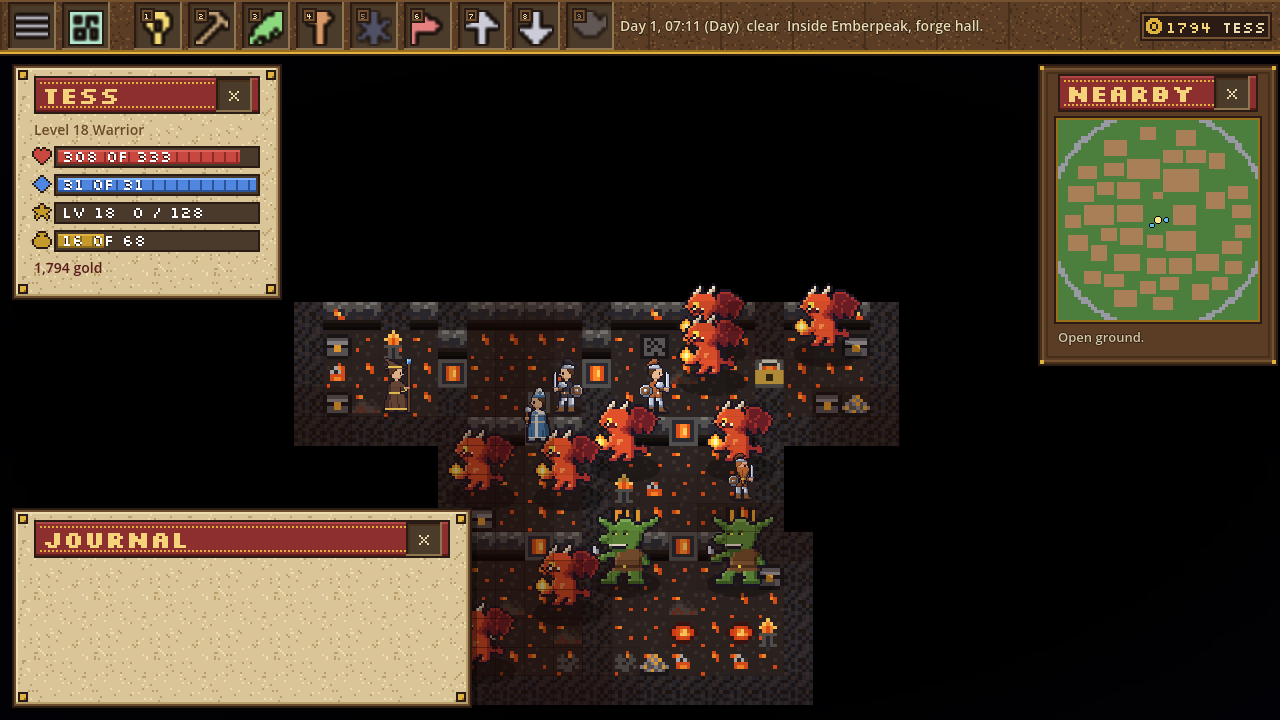 1 2 3 4 5 6 7 8 9
Day 1, 07:11 (Day) clear Inside Emberpeak, forge hall.
1794 TESS
TESS
Level 18 Warrior
308 OF 333
31 OF 31
LV 18 0 / 128
18 OF 68
1,794 gold
NEARBY
Open ground.
JOURNAL